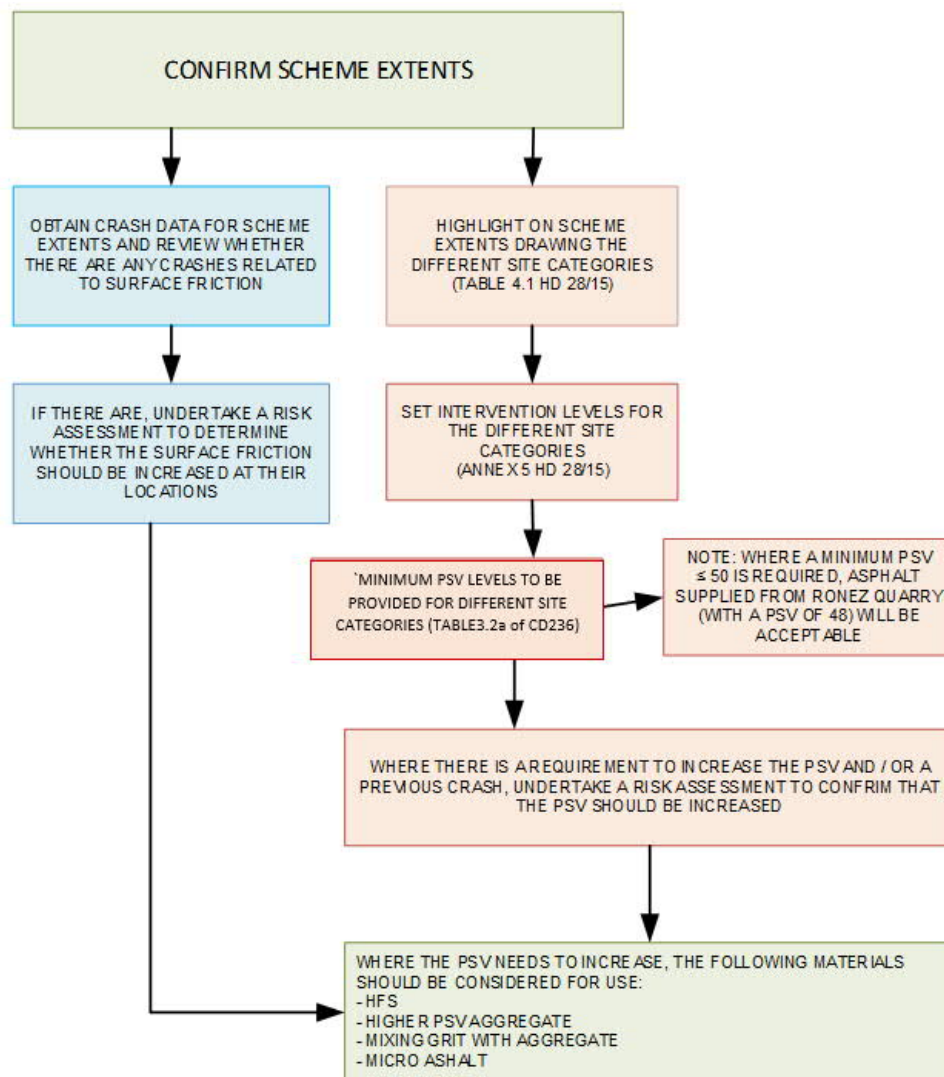 CONFIRM SCHEME EXTENTS
OBTAIN CRASH DATA FOR SCHEME
EXTENTS AND REVIEW WHETHER
THERE ARE ANY CRASHES RELATED
TO SURFACE FRICTION
HIGHLIGHT ON SCHEME
EXTENTS DRAWING THE
DIFFERENT SITE CATEGORIES
(TABLE 4.1 HD 28/15)
IF THERE ARE, UNDERTAKE A RISK
ASSESSMENT TO DETERMINE
WHETHER THE SURFACE FRICTION
SHOULD BE INCREASED AT THEIR
LOCATIONS
SET INTERVENTION LEVELS FOR
THE DIFFERENT SITE
CATEGORIES
(ANNEX 5 HD 28/15)
`MINIMUM PSV LEVELS TO BE
PROVIDED FOR DIFFERENT SITE
CATEGORIES (TABLE3.2a of CD236)
NOTE: WHERE A MINIMUM PSV
≤ 50 IS REQUIRED, ASPHALT
SUPPLIED FROM RONEZ QUARRY
(WITH A PSV OF 48) WILL BE
ACCEPTABLE
WHERE THERE IS A REQUIREMENT TO INCREASE THE PSV AND / OR A
PREVIOUS CRASH, UNDERTAKE A RISK ASSESSMENT TO CONFRIM THAT
THE PSV SHOULD BE INCREASED
WHERE THE PSV NEEDS TO INCREASE, THE FOLLOWING MATERIALS
SHOULD BE CONSIDERED FOR USE:
- HFS
- HIGHER PSV AGGREGATE
- MIXING GRIT WITH AGGREGATE
- MICRO ASHALT